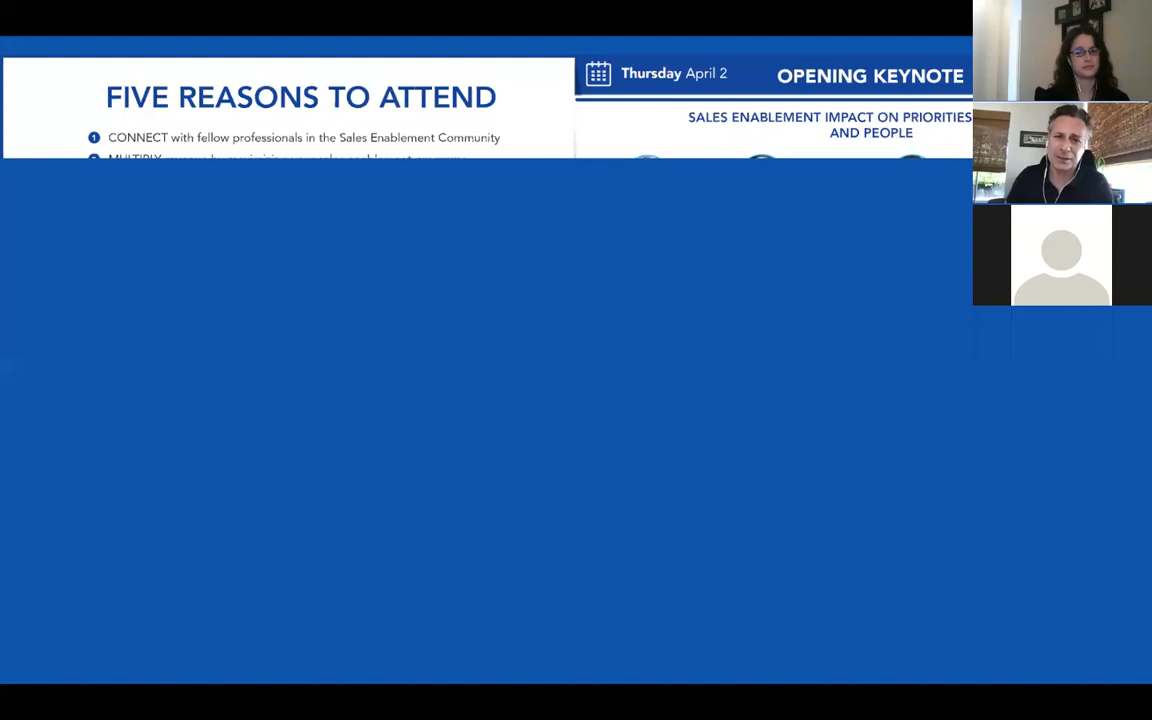 FIVE REASONS TO ATTEND
1 CONNECT with fellow professionals in the Sales Enablement Community
Thursday April 2
OPENING KEYNOTE
SALES ENABLEMENT IMPACT ON PRIORITIES
AND PEOPLE